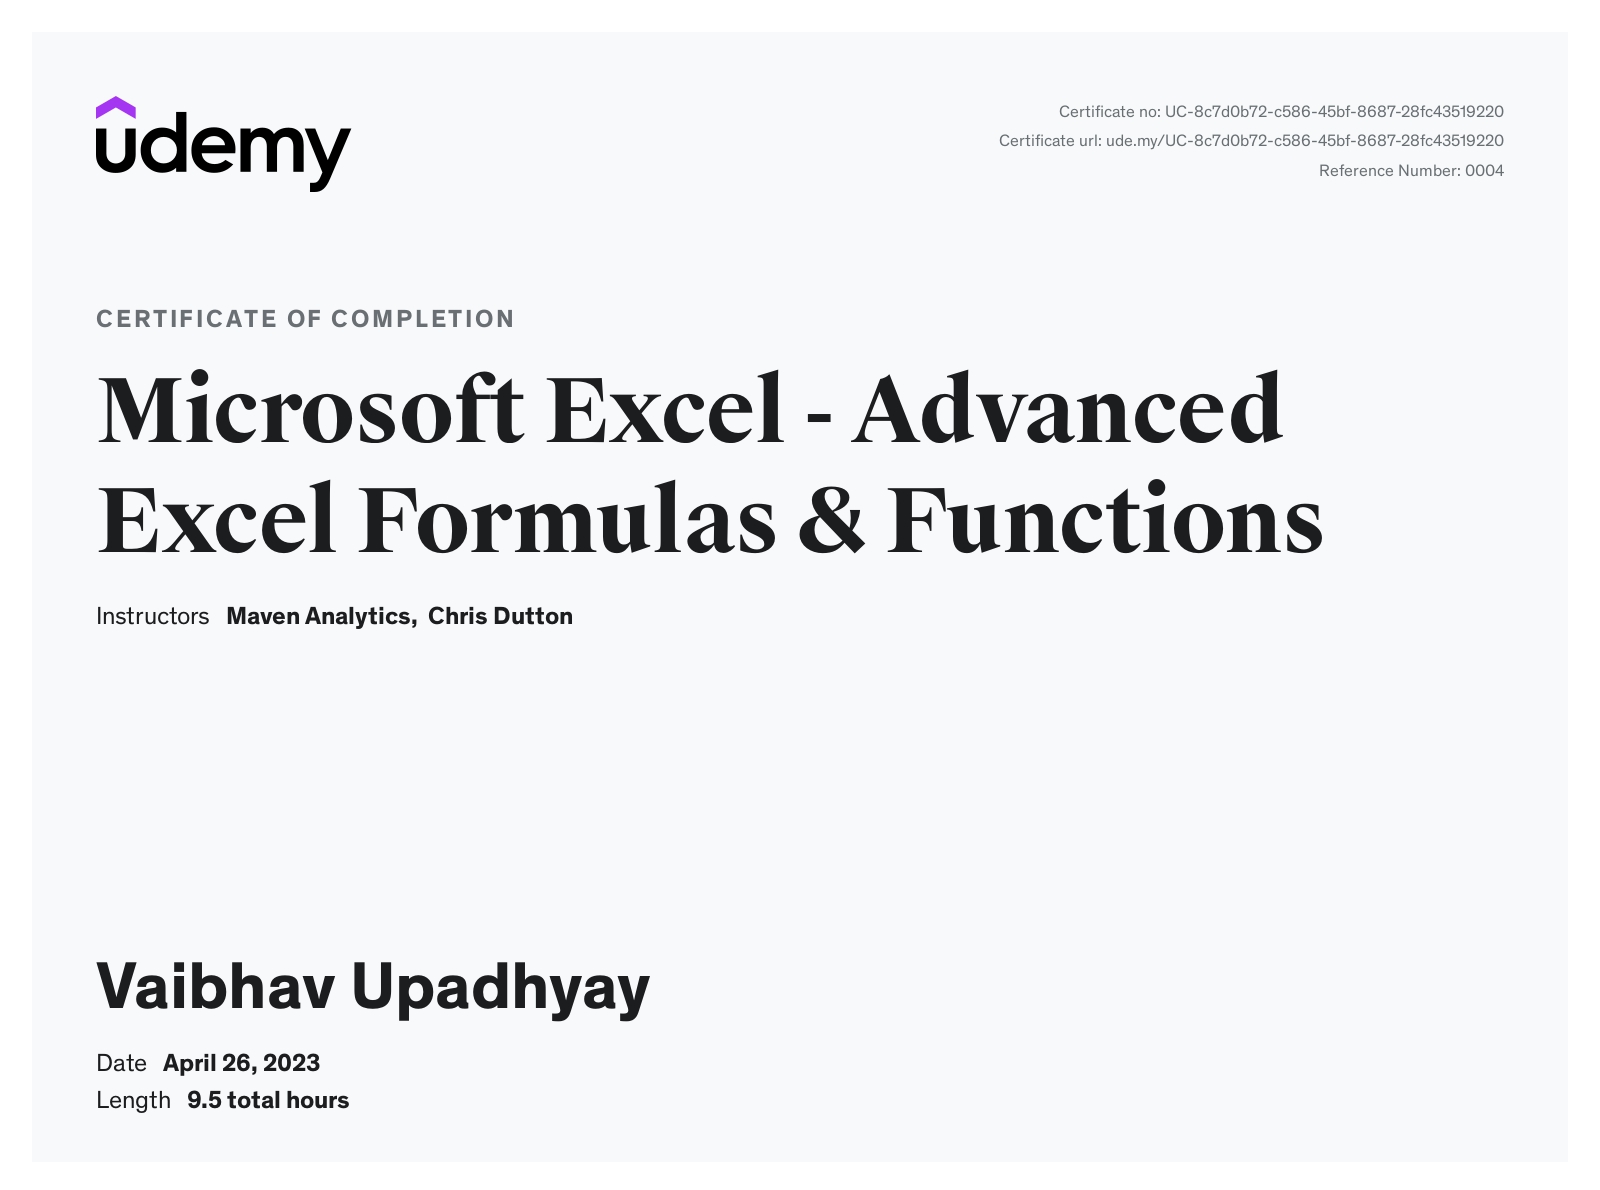 udemy
Certificate no: UC-8c7d0b72-c586-45bf-8687-28fc43519220
Certificate url: ude.my/UC-8c7d0b72-c586-45bf-8687-28fc43519220
Reference Number: 0004
CERTIFICATE OF COMPLETION
Microsoft Excel - Advanced
Excel Formulas & Functions
Instructors Maven Analytics, Chris Dutton
Vaibhav Upadhyay
Date April 26, 2023
Length 9.5 total hours